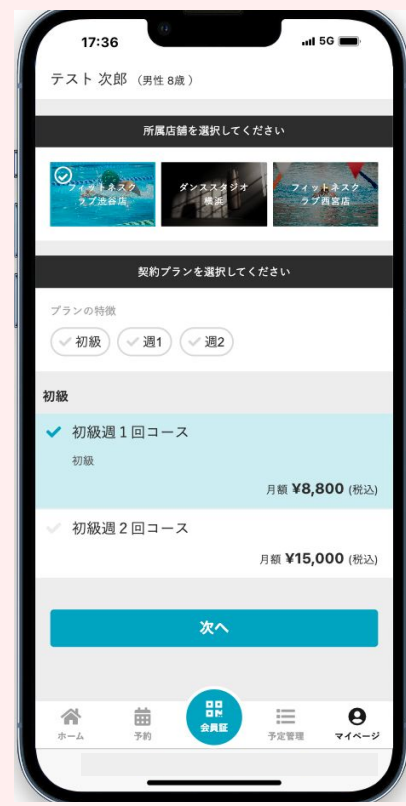 17:36
5G
テスト 次郎 (男性 8歳 )
所属店舗を選択してください
フィットネスク
ラブ渋谷店
ダンススタジオ
横浜
フィットネスク
ラブ西宮店
契約プランを選択してください
プランの特徴
初級 週1 週2
初級
初級週1回コース
初級
月額 ¥8,800 (税込)
初級週2回コース
月額 ¥15,000 (税込)
次へ
ホーム
予約
会員証
予定管理
マイページ